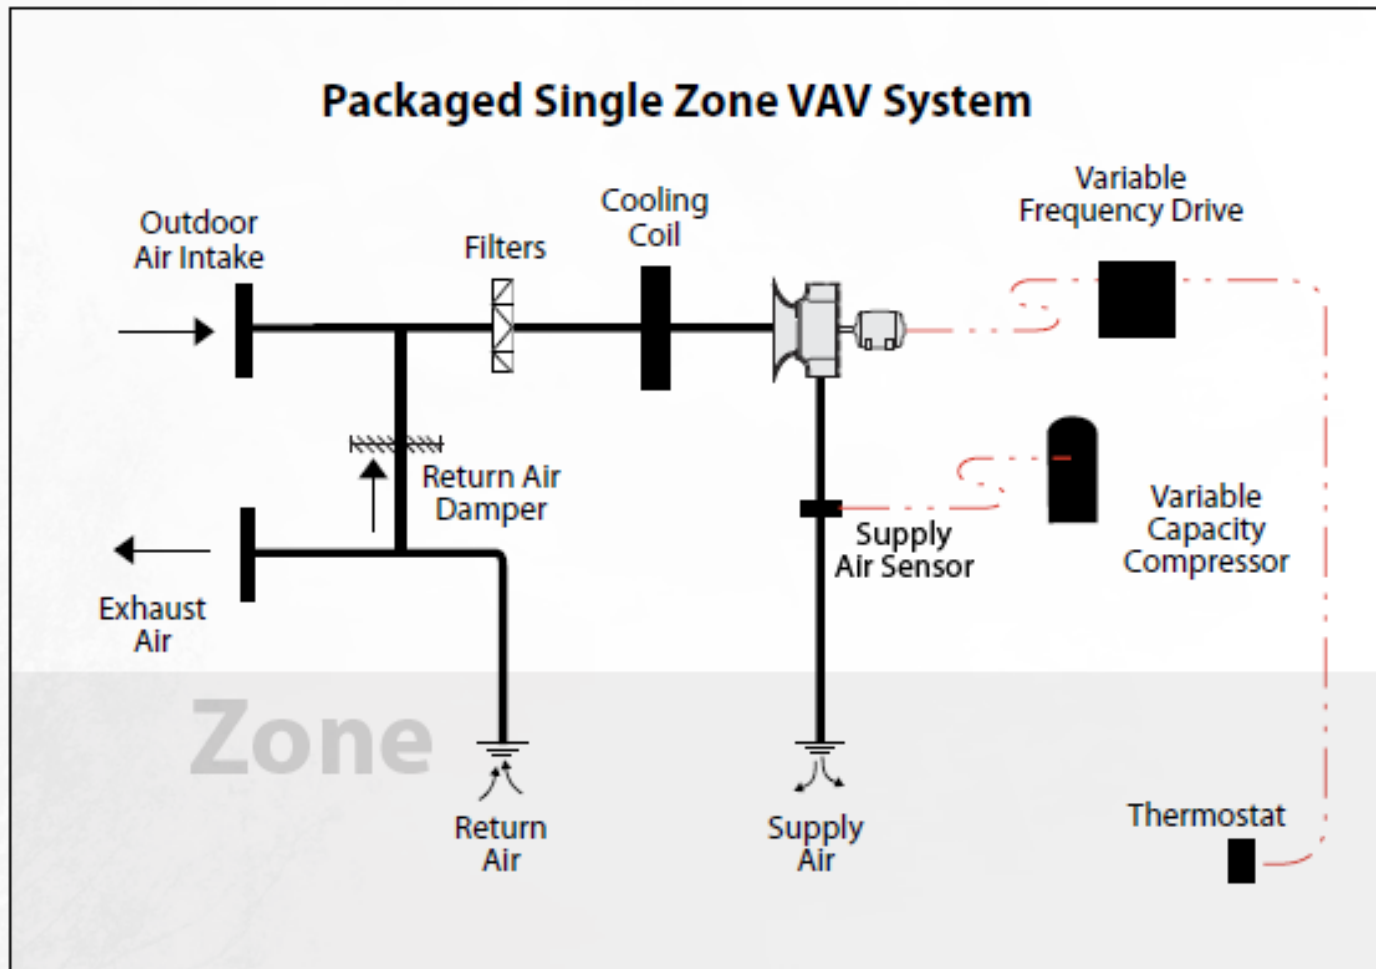 Packaged Single Zone VAV System
Variable
Frequency Drive
Cooling
Coil
Outdoor
Air Intake
Filters
Return Air
Damper
Variable
Capacity
Compressor
Supply
Air Sensor
Exhaust
Air
Zone
Thermostat
Return
Air
Supply
Air